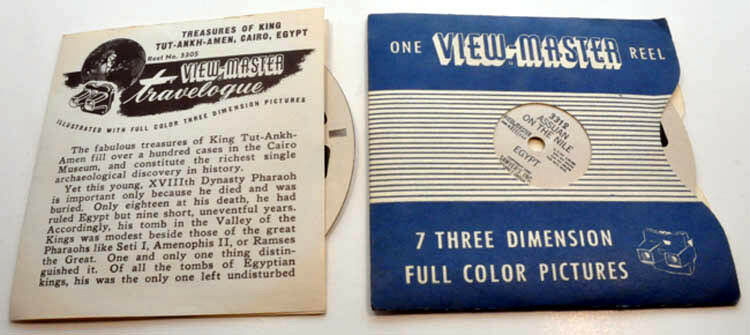 TREASURES OF KING
TUT-ANKH-AMEN, CAIRO, EGYPT
Reel No. 3305
VIEW-MASTER
travelogue
ILLUSTRATED WITH FULL COLOR THREE DIMENSION PICTURES
The fabulous treasures of King Tut-Ankh-
Amen fill over a hundred cases in the Cairo
Museum, and constitute the richest single
archaeological discovery in history.
Yet this young, XVIIIth Dynasty Pharaoh
is important only because he died and was
buried. Only eighteen at his death, he had
ruled Egypt but nine short, uneventful years.
Accordingly, his tomb in the Valley of the
Kings was modest beside those of the great
Pharaohs like Seti I, Amenophis II, or Ramses
the Great. One and only one thing distin-
guished it. Of all the tombs of Egyptian
kings, his was the only one left undisturbed
ONE VIEW-MASTER REEL
3312
ASSUAN
ON THE NILE
EGYPT
7 THREE DIMENSION
FULL COLOR PICTURES